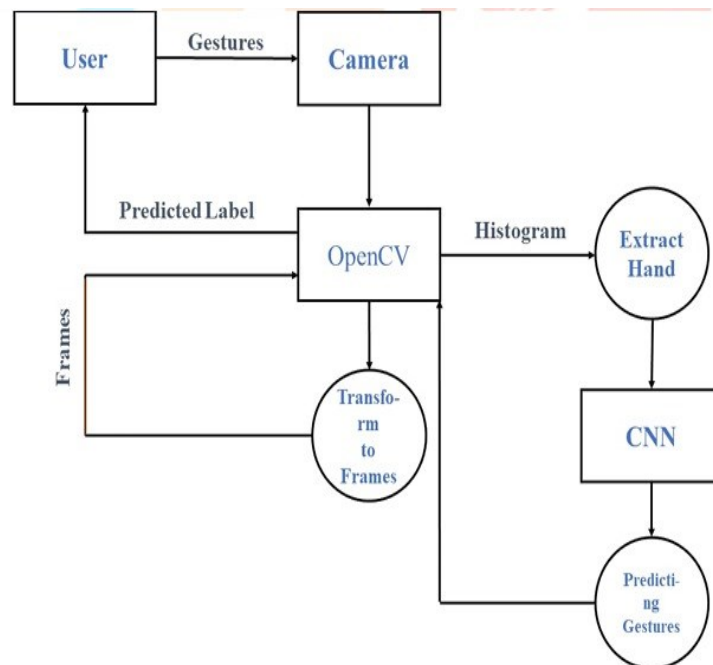 User
Gestures
Camera
Predicted Label
OpenCV
Histogram
Extract
Hand
Frames
Transfo-
rm
to
Frames
CNN
Predicti-
ng
Gestures